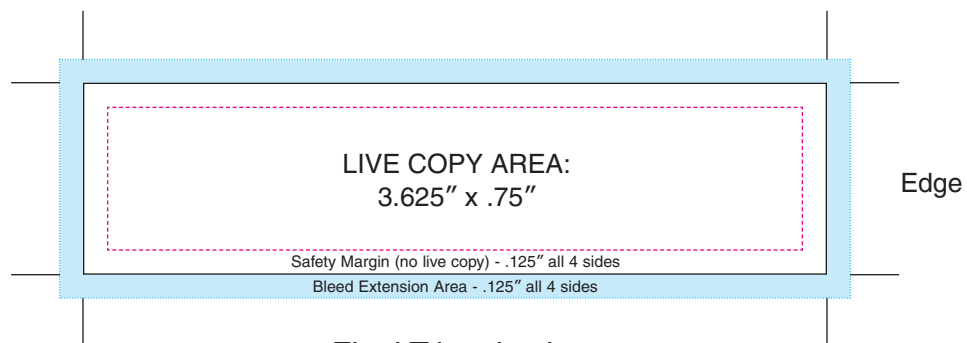 LIVE COPY AREA:
3.625″ x .75″
Edge
Safety Margin (no live copy) - .125″ all 4 sides
Bleed Extension Area - .125″ all 4 sides